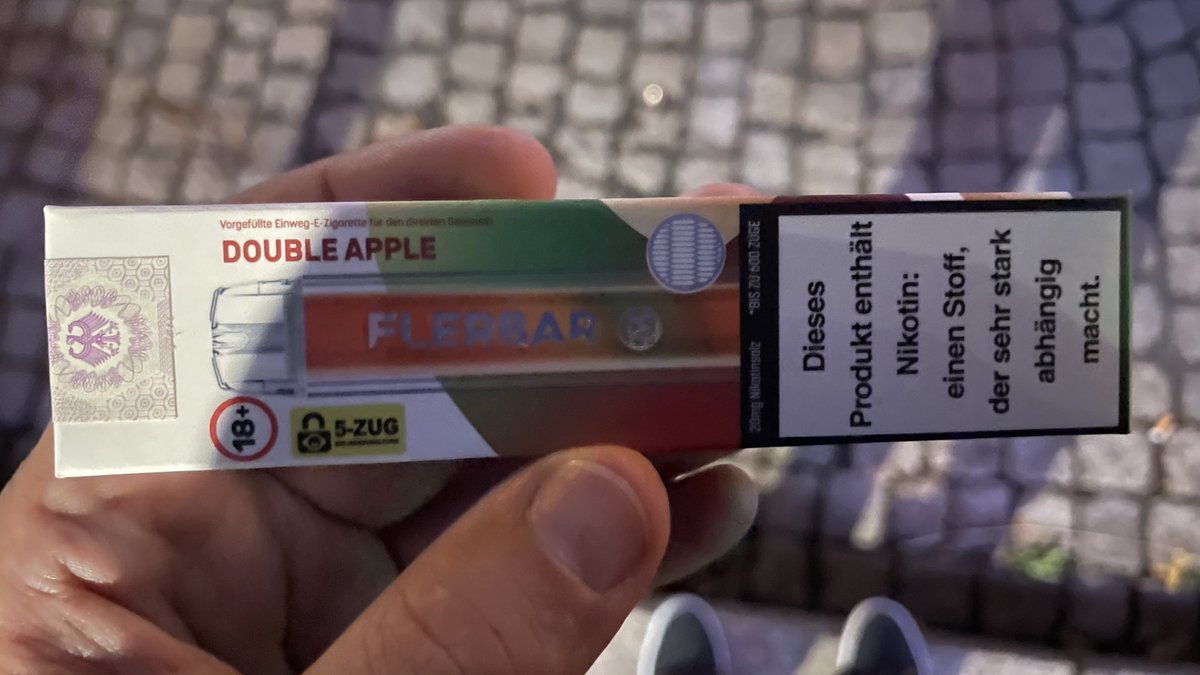 Vorgefüllte Einweg-E-Zigarette für den direkten Genuss
DOUBLE APPLE
FLERBAR M
18+
5-ZUG
20mg Nikotinsalz *BIS ZU 600 ZÜGE
Dieses
Produkt enthält
Nikotin:
einen Stoff,
der sehr stark
abhängig
macht.